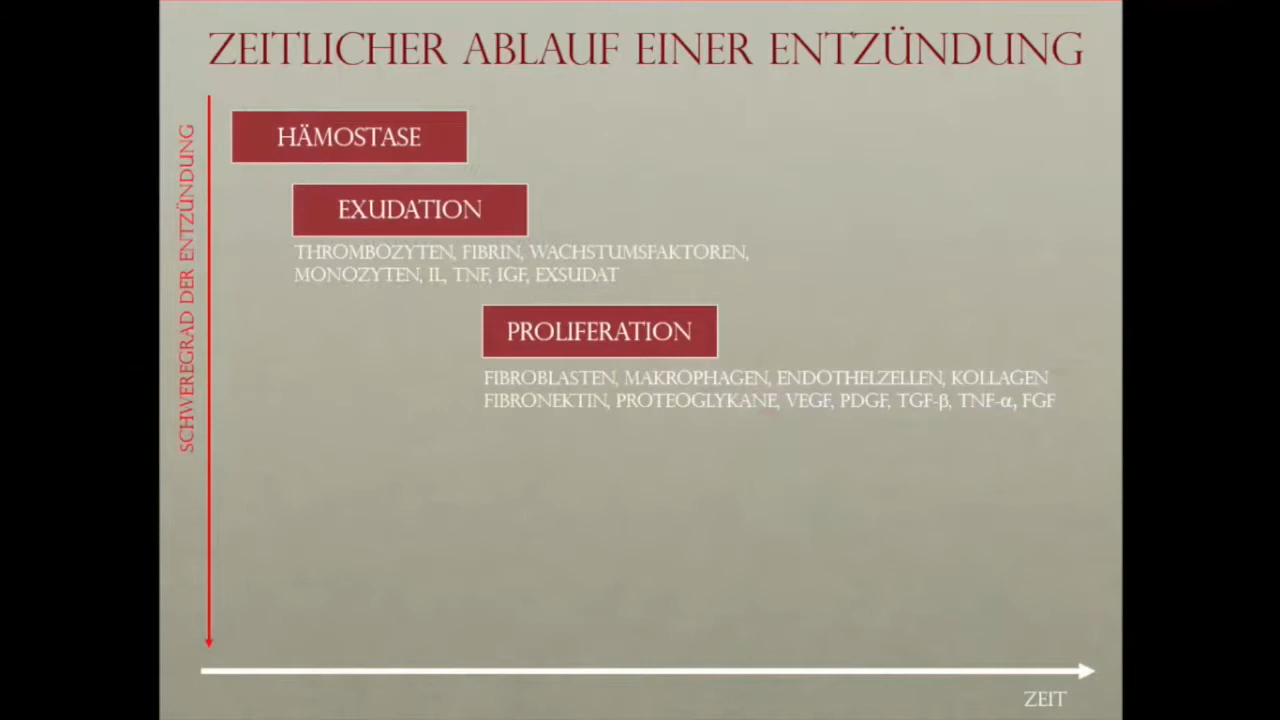 ZEITLICHER ABLAUF EINER ENTZÜNDUNG
SCHWEREGRAD DER ENTZÜNDUNG
HÄMOSTASE
EXUDATION
THROMBOZYTEN, FIBRIN, WACHSTUMSFAKTOREN,
MONOZYTEN, IL, TNF, IGF, EXSUDAT
PROLIFERATION
FIBROBLASTEN, MAKROPHAGEN, ENDOTHELZELLEN, KOLLAGEN
FIBRONEKTIN, PROTEOGLYKANE, VEGF, PDGF, TGF-β, TNF-α, FGF
ZEIT